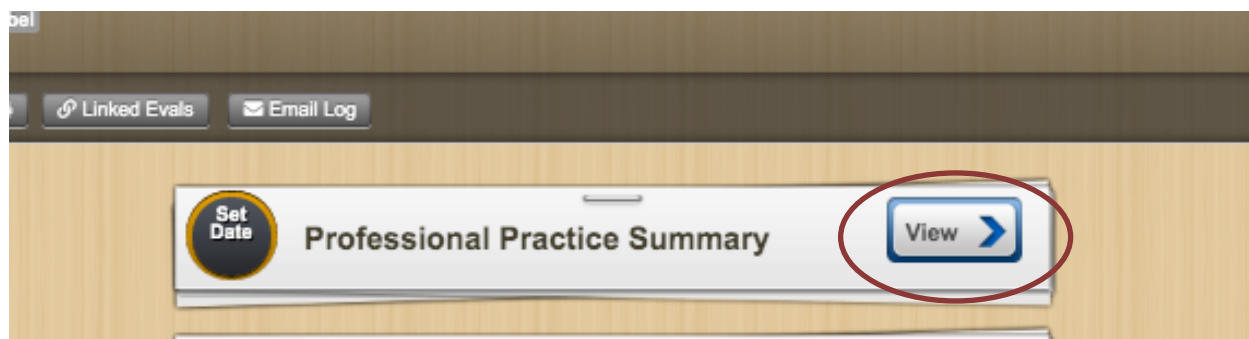 Linked Evals
Email Log
Set
Date
Professional Practice Summary
View